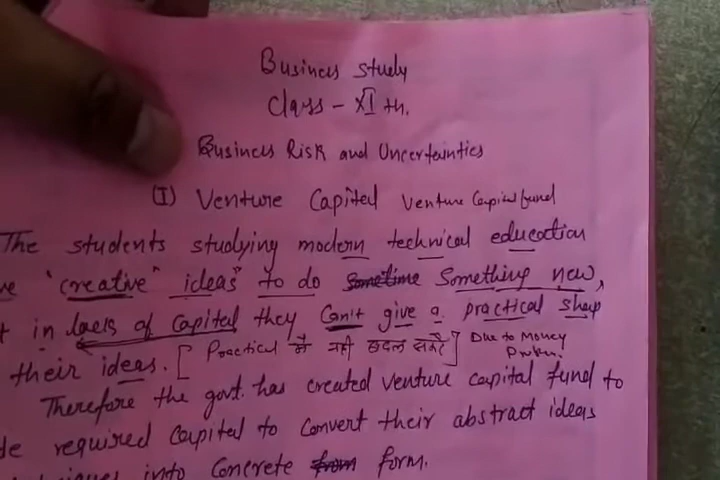 Business study
Class - XI th.
Business Risk and Uncertainties
(I) Venture Capital Venture Capital fund
The students studying modern technical education
"creative" ideas" to do sometime Something new,
in lack of capital they Can't give a practical shap
their ideas. [Practical में नही बदल सकते] Due to Money
Problem.
Therefore the govt. has created venture capital fund to
required capital to convert their abstract ideas
into concrete from form.